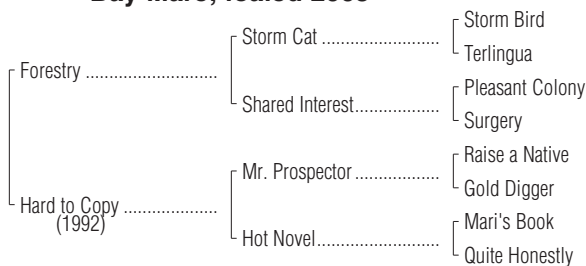 Storm Bird
Storm Cat ........................
Terlingua
Forestry ............................
Pleasant Colony
Shared Interest.................
Surgery
Raise a Native
Mr. Prospector .................
Gold Digger
Hard to Copy ....................
(1992)
Mari's Book
Hot Novel.........................
Quite Honestly